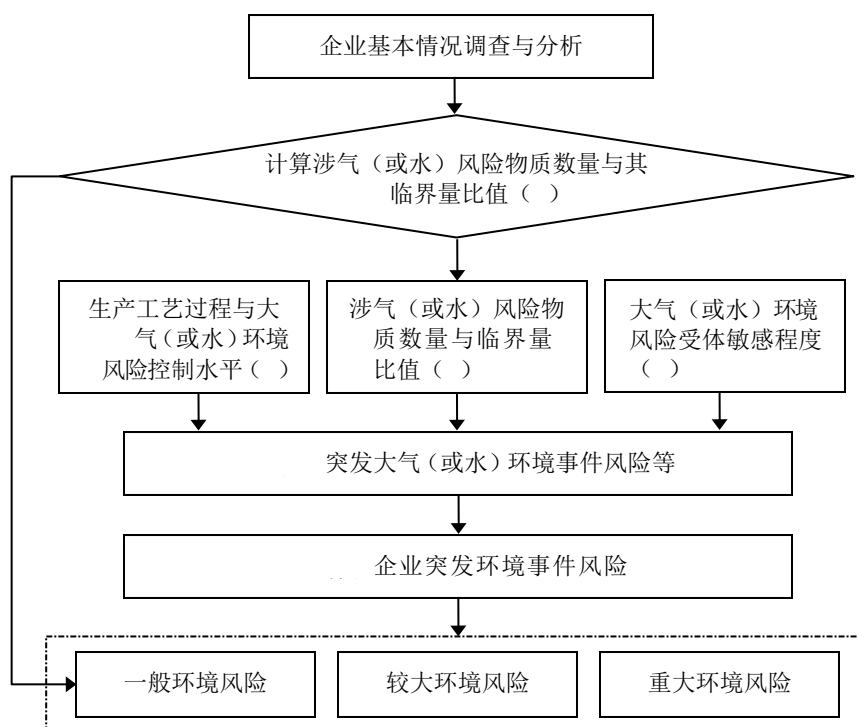 企业基本情况调查与分析
计算涉气（或水）风险物质数量与其
临界量比值（ ）
生产工艺过程与大
气（或水）环境
风险控制水平（ ）
涉气（或水）风险物
质数量与临界量
比值（ ）
大气（或水）环境
风险受体敏感程度
（ ）
突发大气（或水）环境事件风险等
企业突发环境事件风险
一般环境风险
较大环境风险
重大环境风险